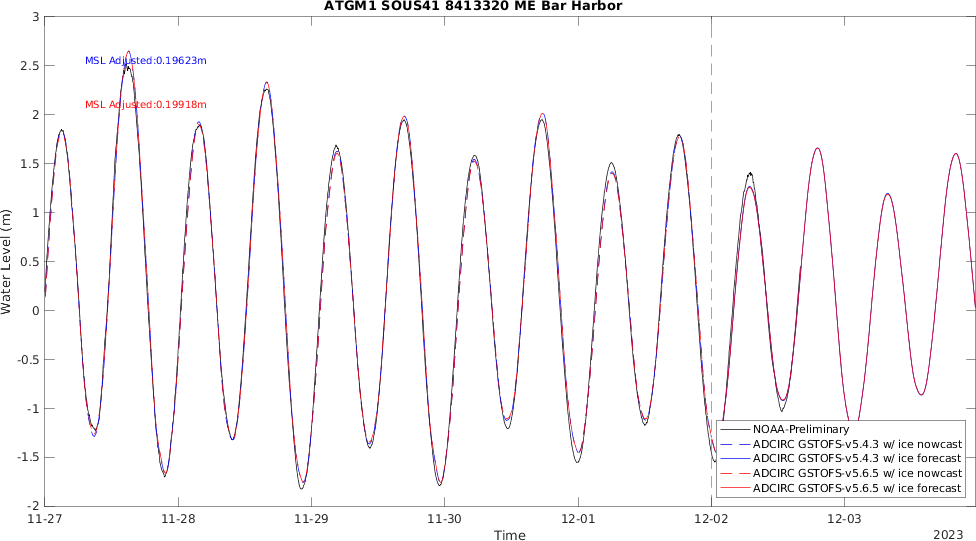 ATGM1 SOUS41 8413320 ME Bar Harbor
3
2.5
2
1.5
1
0.5
0
-0.5
-1
-1.5
-2
Water Level (m)
MSL Adjusted:0.19623m
MSL Adjusted:0.19918m
NOAA-Preliminary
ADCIRC GSTOFS-v5.4.3 w/ ice nowcast
ADCIRC GSTOFS-v5.4.3 w/ ice forecast
ADCIRC GSTOFS-v5.6.5 w/ ice nowcast
ADCIRC GSTOFS-v5.6.5 w/ ice forecast
11-27 11-28 11-29 11-30 12-01 12-02 12-03
Time
2023